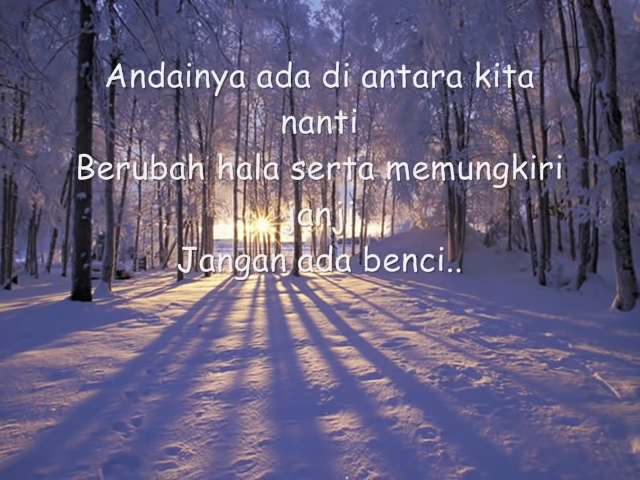 Andainya ada di antara kita
nanti
Berubah hala serta memungkiri
janji
Jangan ada benci..